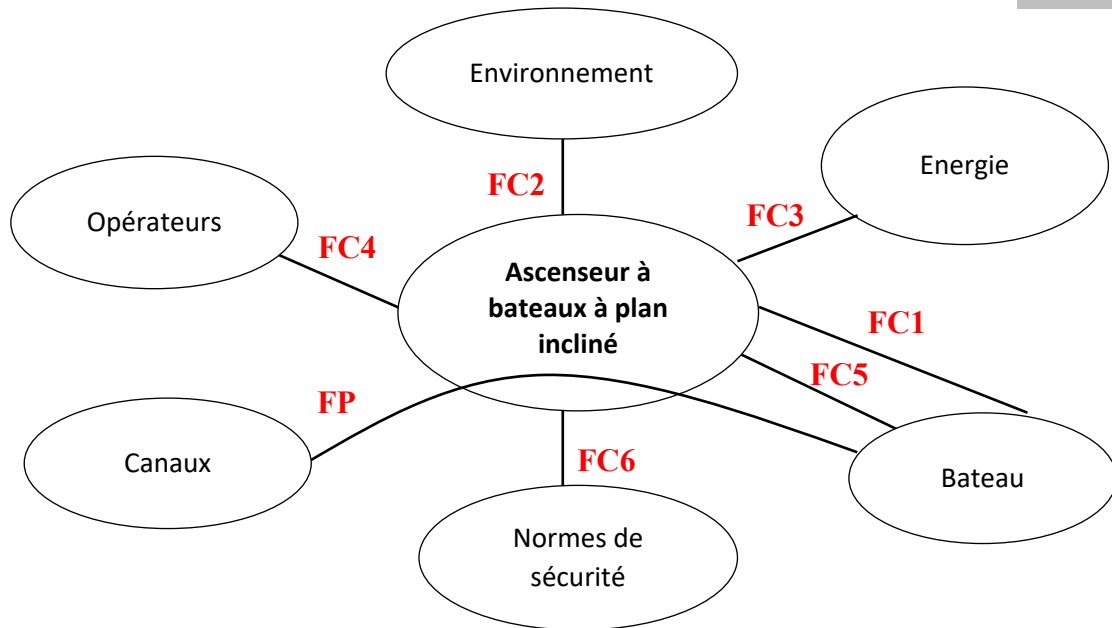 Environnement
Energie
FC2
FC3
Opérateurs
FC4
Ascenseur à
bateaux à plan
incliné
FC1
FC5
FP
Canaux
FC6
Bateau
Normes de
sécurité